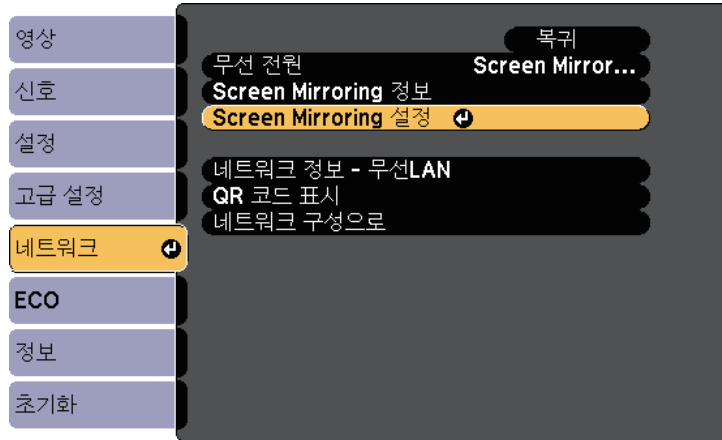 영상
신호
설정
고급 설정
네트워크
ECO
정보
초기화
복귀
무선 전원 Screen Mirror...
Screen Mirroring 정보
Screen Mirroring 설정
네트워크 정보 - 무선LAN
QR 코드 표시
네트워크 구성으로